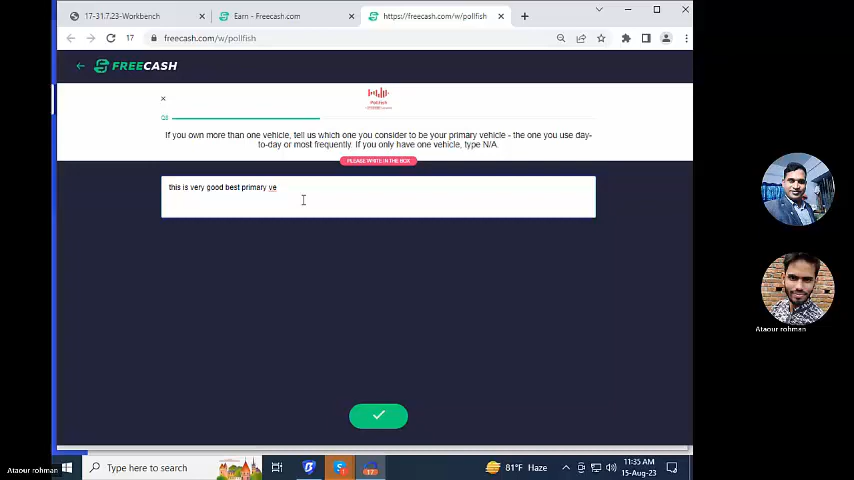 17-31.7.23-Workbench
Earn - Freecash.com
https://freecash.com/w/pollfish
17
freecash.com/w/pollfish
FREECASH
Pollfish
Q8
If you own more than one vehicle, tell us which one you consider to be your primary vehicle - the one you use day-
to-day or most frequently. If you only have one vehicle, type N/A.
PLEASE WRITE IN THE BOX
this is very good best primary ve
Ataour rohman
Ataour rohman
Type here to search
17
81°F Haze
11:35 AM
15-Aug-23